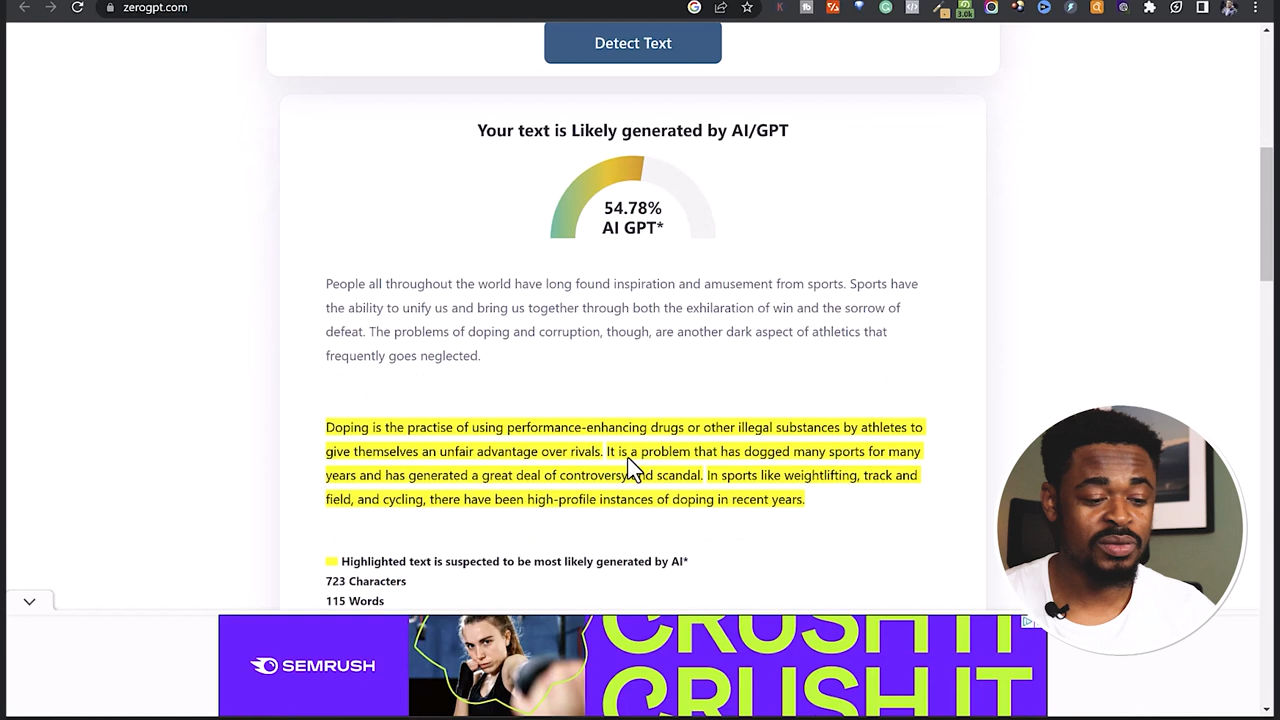 zerogpt.com
3.0k
Detect Text
Your text is Likely generated by AI/GPT
54.78%
AI GPT*
People all throughout the world have long found inspiration and amusement from sports. Sports have
the ability to unify us and bring us together through both the exhilaration of win and the sorrow of
defeat. The problems of doping and corruption, though, are another dark aspect of athletics that
frequently goes neglected.
Doping is the practise of using performance-enhancing drugs or other illegal substances by athletes to
give themselves an unfair advantage over rivals. It is a problem that has dogged many sports for many
years and has generated a great deal of controversy and scandal. In sports like weightlifting, track and
field, and cycling, there have been high-profile instances of doping in recent years.
Highlighted text is suspected to be most likely generated by AI*
723 Characters
115 Words
SEMRUSH
CRUSH IT
CRUSH IT